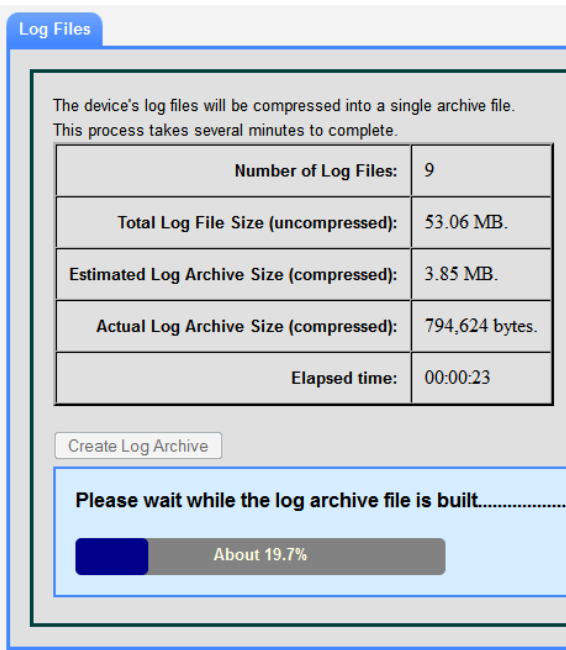 Log Files
The device's log files will be compressed into a single archive file.
This process takes several minutes to complete.
Number of Log Files: 9
Total Log File Size (uncompressed): 53.06 MB.
Estimated Log Archive Size (compressed): 3.85 MB.
Actual Log Archive Size (compressed): 794,624 bytes.
Elapsed time: 00:00:23
Create Log Archive
Please wait while the log archive file is built..................
About 19.7%